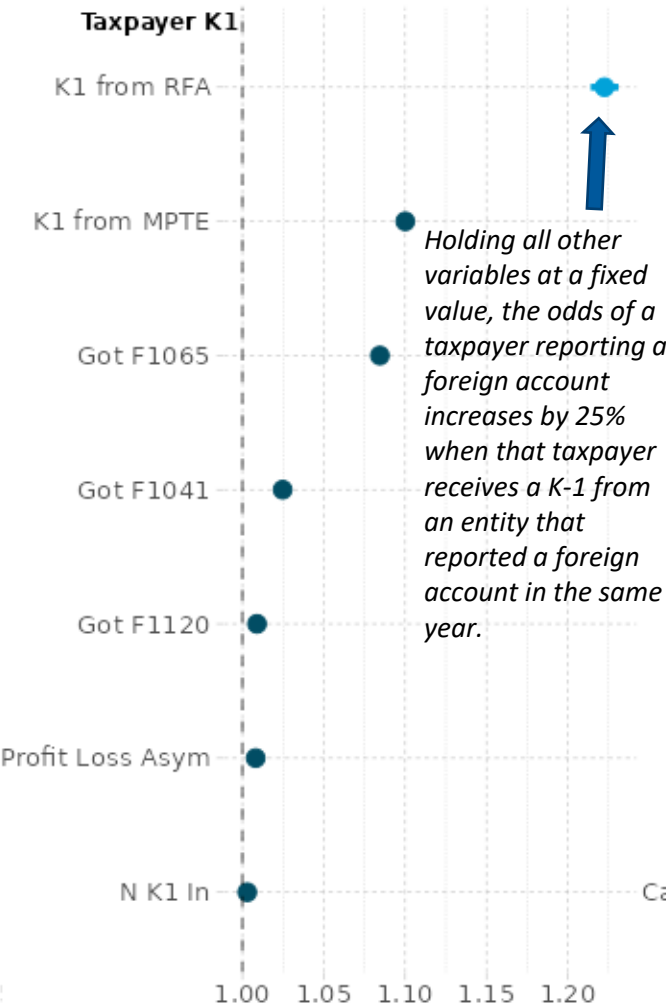 Taxpayer K1
K1 from RFA
K1 from MPTE
Holding all other
variables at a fixed
value, the odds of a
taxpayer reporting a
foreign account
increases by 25%
when that taxpayer
receives a K-1 from
an entity that
reported a foreign
account in the same
year.
Got F1065
Got F1041
Got F1120
Profit Loss Asym
N K1 In
Ca
1.00 1.05 1.10 1.15 1.20